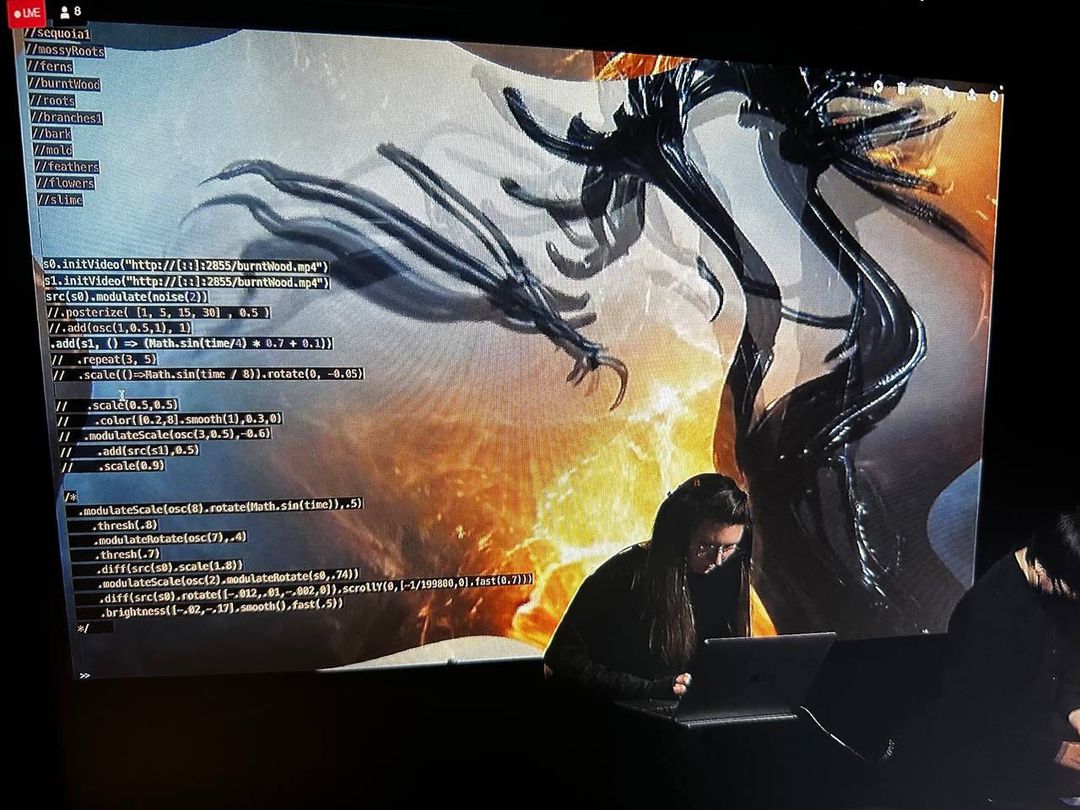 LIVE 8
//sequoia1
//mossyRoots
//ferns
//burntWood
//roots
//branches1
//bark
//mold
//feathers
//flowers
//slime
s0.initVideo("http://[::]:2855/burntWood.mp4")
s1.initVideo("http://[::]:2855/burntWood.mp4")
src(s0).modulate(noise(2))
//.posterize( [1, 5, 15, 30] , 0.5 )
//.add(osc(1,0.5,1), 1)
.add(s1, () => (Math.sin(time/4) * 0.7 + 0.1))
// .repeat(3, 5)
// .scale(()=>Math.sin(time / 8)).rotate(0, -0.05)
// .scale(0.5,0.5)
// .color([0.2,8].smooth(1),0.3,0)
// .modulateScale(osc(3,0.5),-0.6)
// .add(src(s1),0.5)
// .scale(0.9)
/*
.modulateScale(osc(8).rotate(Math.sin(time)),.5)
.thresh(.8)
.modulateRotate(osc(7),.4)
.thresh(.7)
.diff(src(s0).scale(1.8))
.modulateScale(osc(2).modulateRotate(s0,.74))
.diff(src(s0).rotate([-.012,.01,-.002,0]).scrollY(0,[-1/199800,0].fast(0.7)))
.brightness([-.02,-.17].smooth().fast(.5))
*/
>>